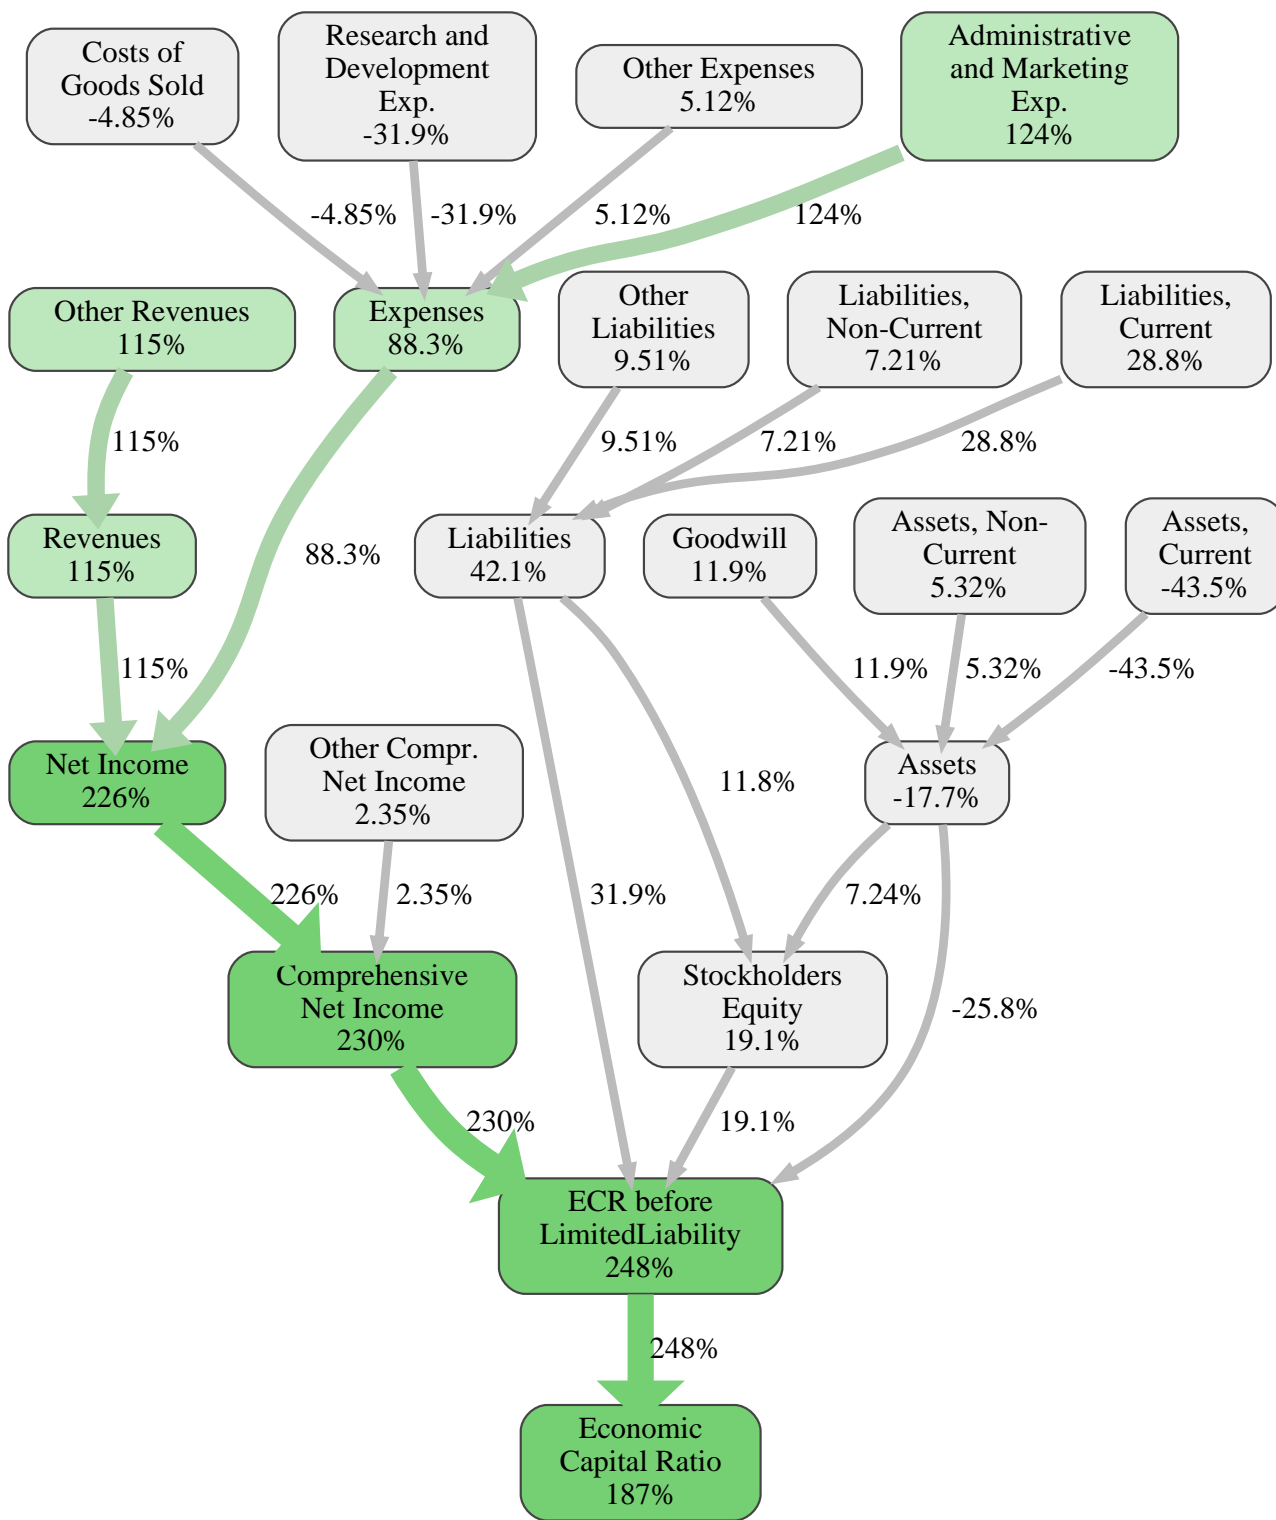 Costs of
Goods Sold
-4.85%
Research and
Development
Exp.
-31.9%
Other Expenses
5.12%
Administrative
and Marketing
Exp.
124%
-4.85%
-31.9%
5.12%
124%
Other Revenues
115%
Expenses
88.3%
Other
Liabilities
9.51%
Liabilities,
Non-Current
7.21%
Liabilities,
Current
28.8%
115%
9.51%
7.21%
28.8%
Revenues
115%
88.3%
Liabilities
42.1%
Goodwill
11.9%
Assets, Non-
Current
5.32%
Assets,
Current
-43.5%
115%
11.9%
5.32%
-43.5%
Net Income
226%
Other Compr.
Net Income
2.35%
11.8%
Assets
-17.7%
226%
2.35%
31.9%
7.24%
Comprehensive
Net Income
230%
Stockholders
Equity
19.1%
-25.8%
230%
19.1%
ECR before
LimitedLiability
248%
248%
Economic
Capital Ratio
187%